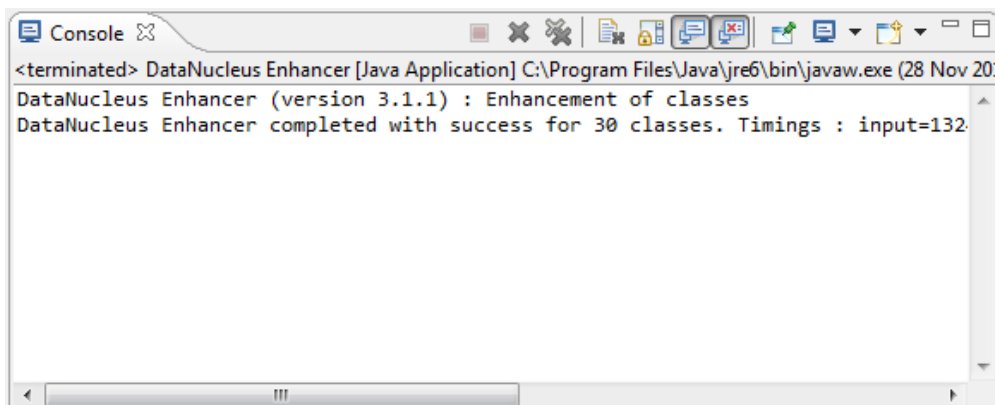 Console
<terminated> DataNucleus Enhancer [Java Application] C:\Program Files\Java\jre6\bin\javaw.exe (28 Nov
DataNucleus Enhancer (version 3.1.1) : Enhancement of classes
DataNucleus Enhancer completed with success for 30 classes. Timings : input=132